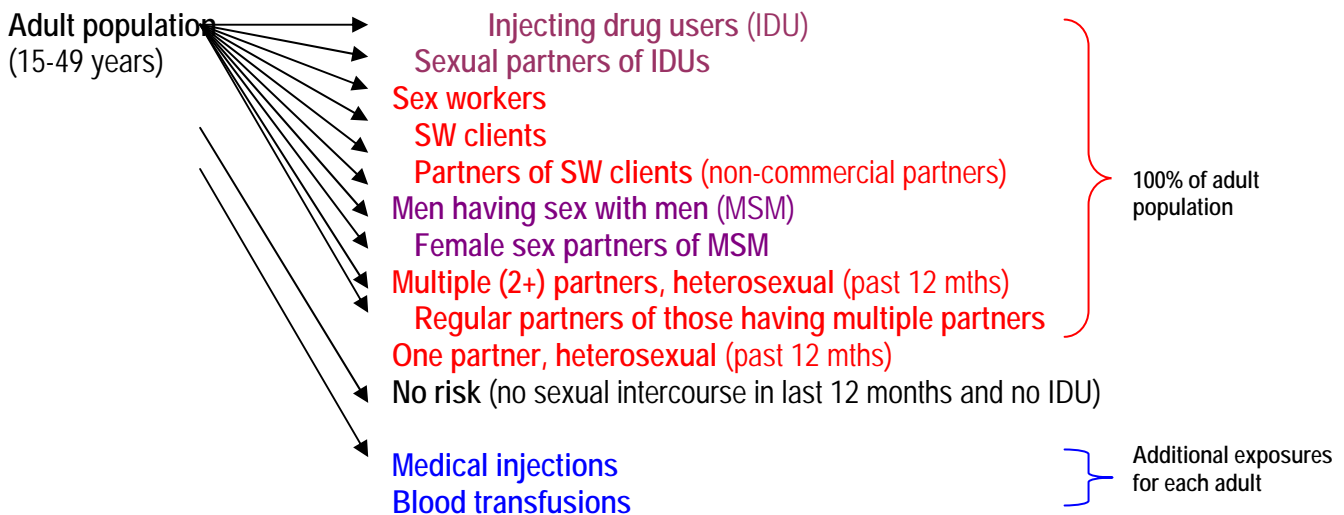 Adult population
(15-49 years)
Injecting drug users (IDU)
Sexual partners of IDUs
Sex workers
SW clients
Partners of SW clients (non-commercial partners)
Men having sex with men (MSM)
Female sex partners of MSM
Multiple (2+) partners, heterosexual (past 12 mths)
Regular partners of those having multiple partners
One partner, heterosexual (past 12 mths)
No risk (no sexual intercourse in last 12 months and no IDU)
100% of adult
population
Medical injections
Blood transfusions
Additional exposures
for each adult